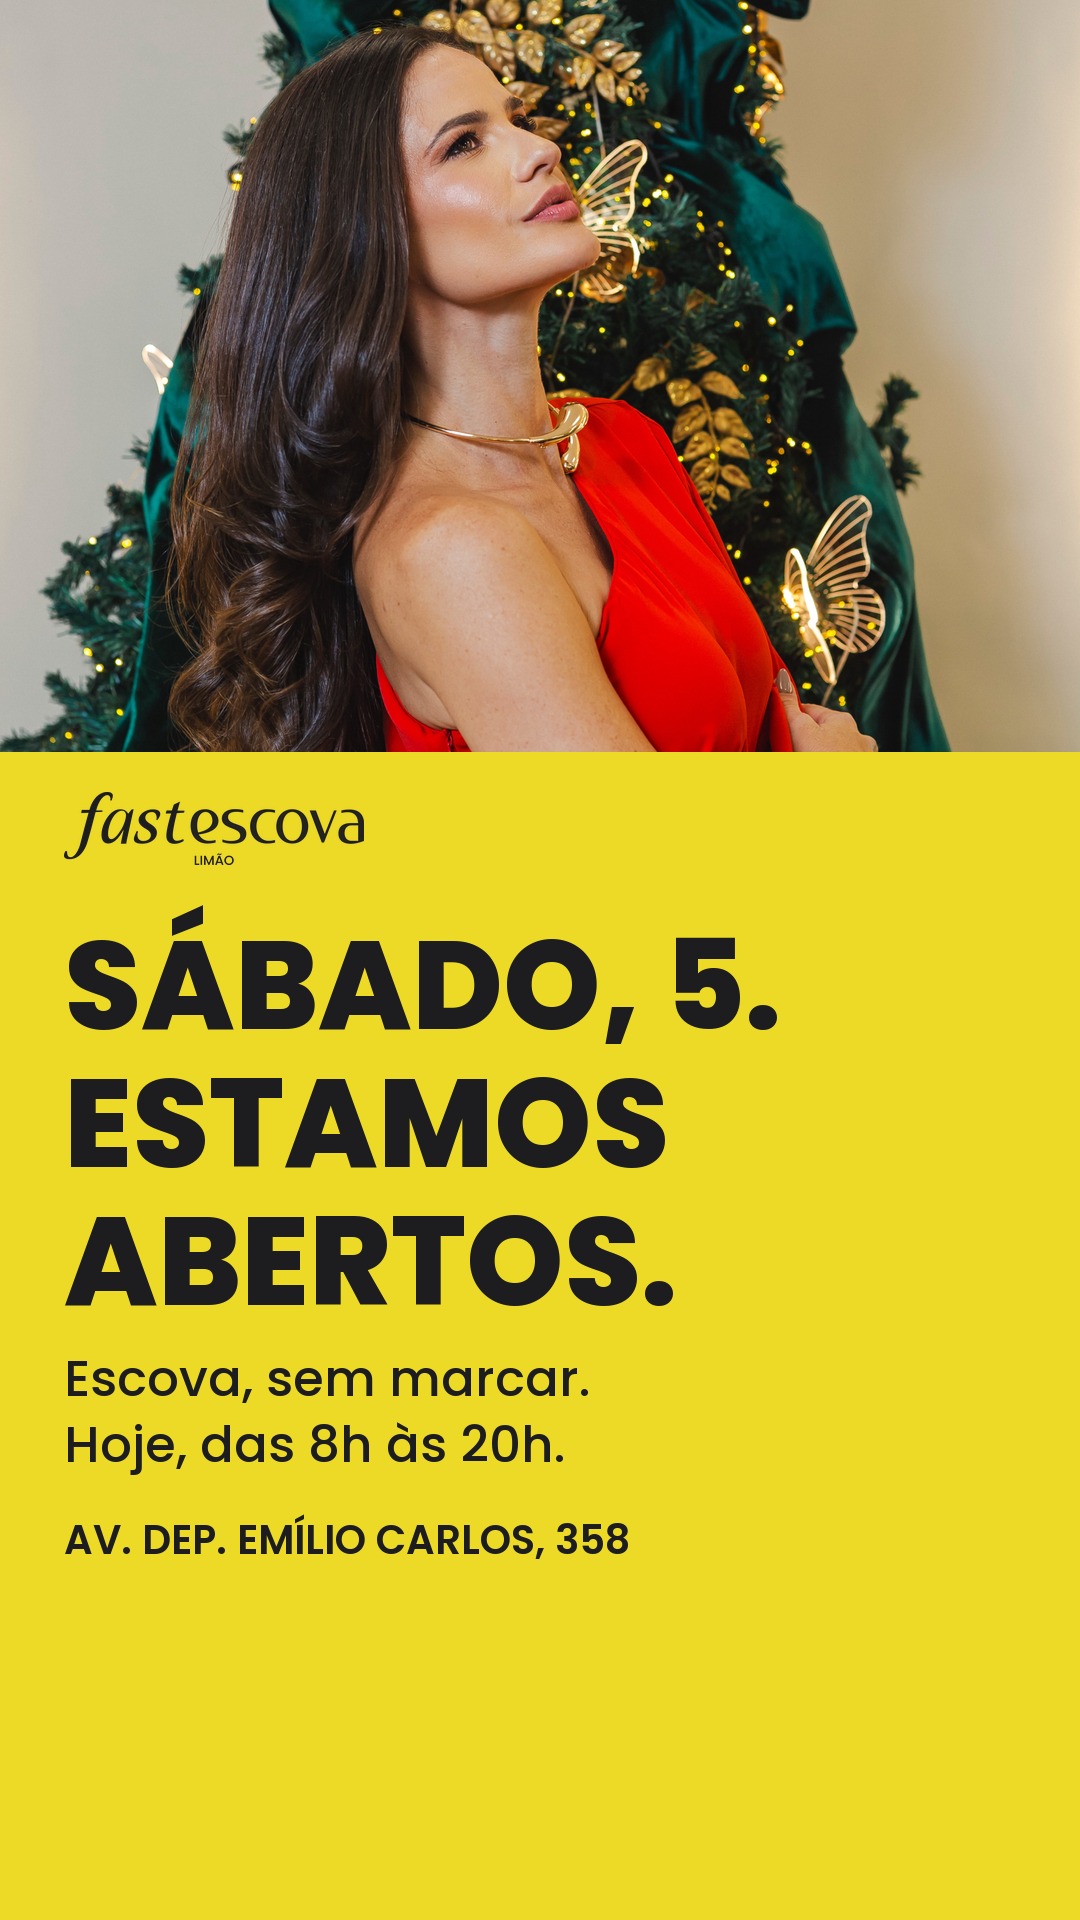 fastescova
LIMÃO
SÁBADO, 5.
ESTAMOS
ABERTOS.
Escova, sem marcar.
Hoje, das 8h às 20h.
AV. DEP. EMÍLIO CARLOS, 358